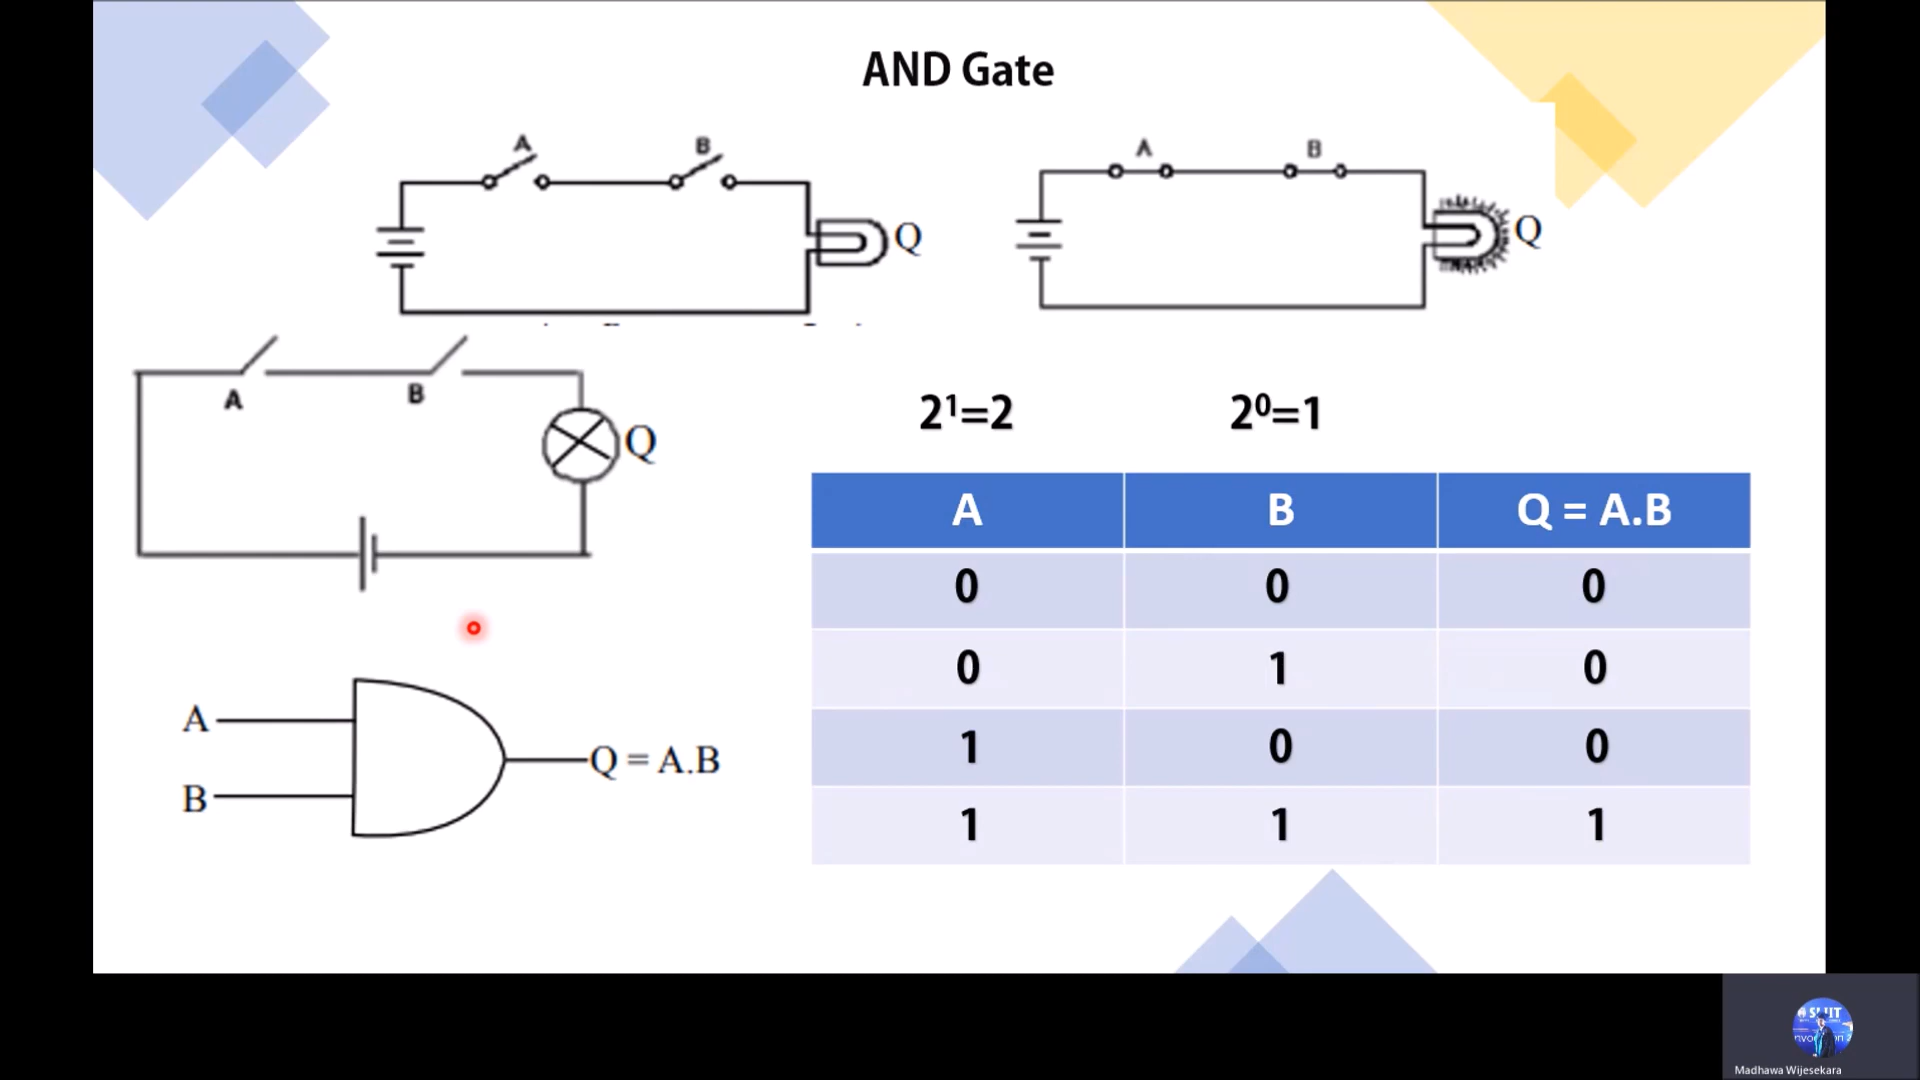 AND Gate
A B
Q
A B
Q
A B
Q
2¹=2 2⁰=1
A B Q = A.B
0 0 0
0 1 0
1 0 0
1 1 1
A
B
Q = A.B
Madhawa Wijesekara